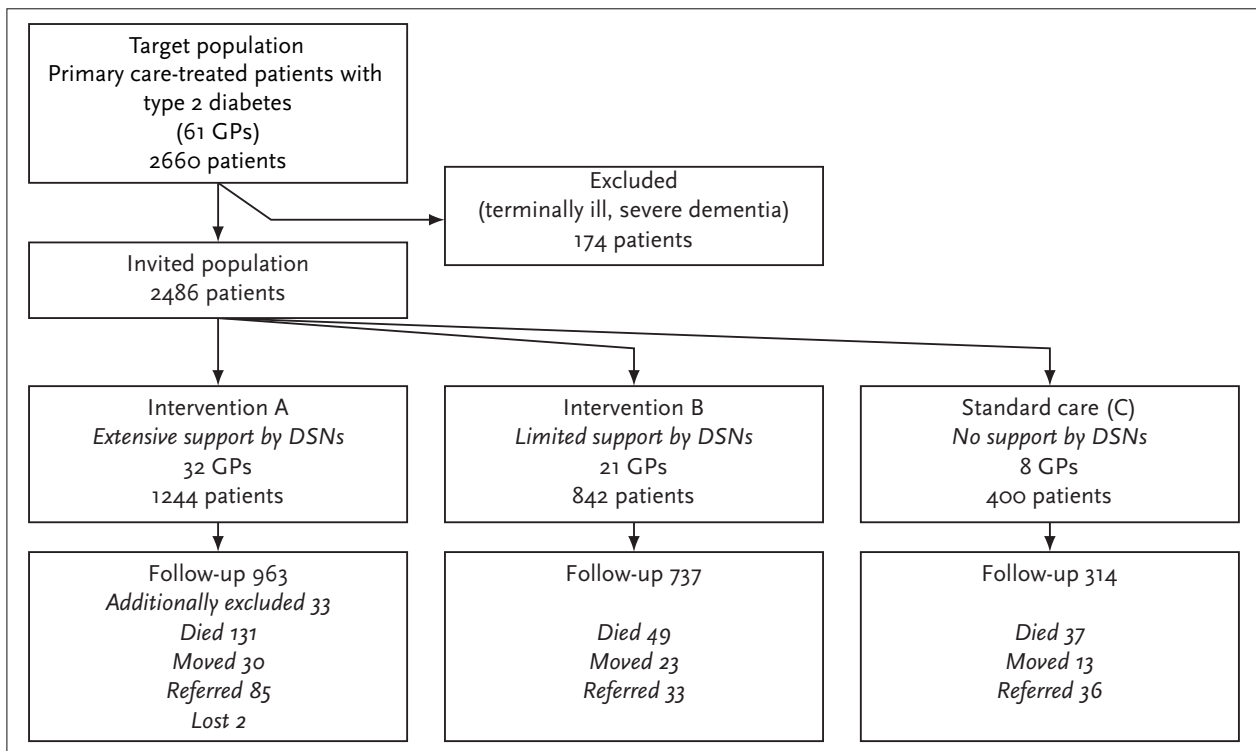 Target population
Primary care-treated patients with
type 2 diabetes
(61 GPs)
2660 patients
Excluded
(terminally ill, severe dementia)
174 patients
Invited population
2486 patients
Intervention A
Extensive support by DSNs
32 GPs
1244 patients
Intervention B
Limited support by DSNs
21 GPs
842 patients
Standard care (C)
No support by DSNs
8 GPs
400 patients
Follow-up 963
Additionally excluded 33
Died 131
Moved 30
Referred 85
Lost 2
Follow-up 737
Died 49
Moved 23
Referred 33
Follow-up 314
Died 37
Moved 13
Referred 36